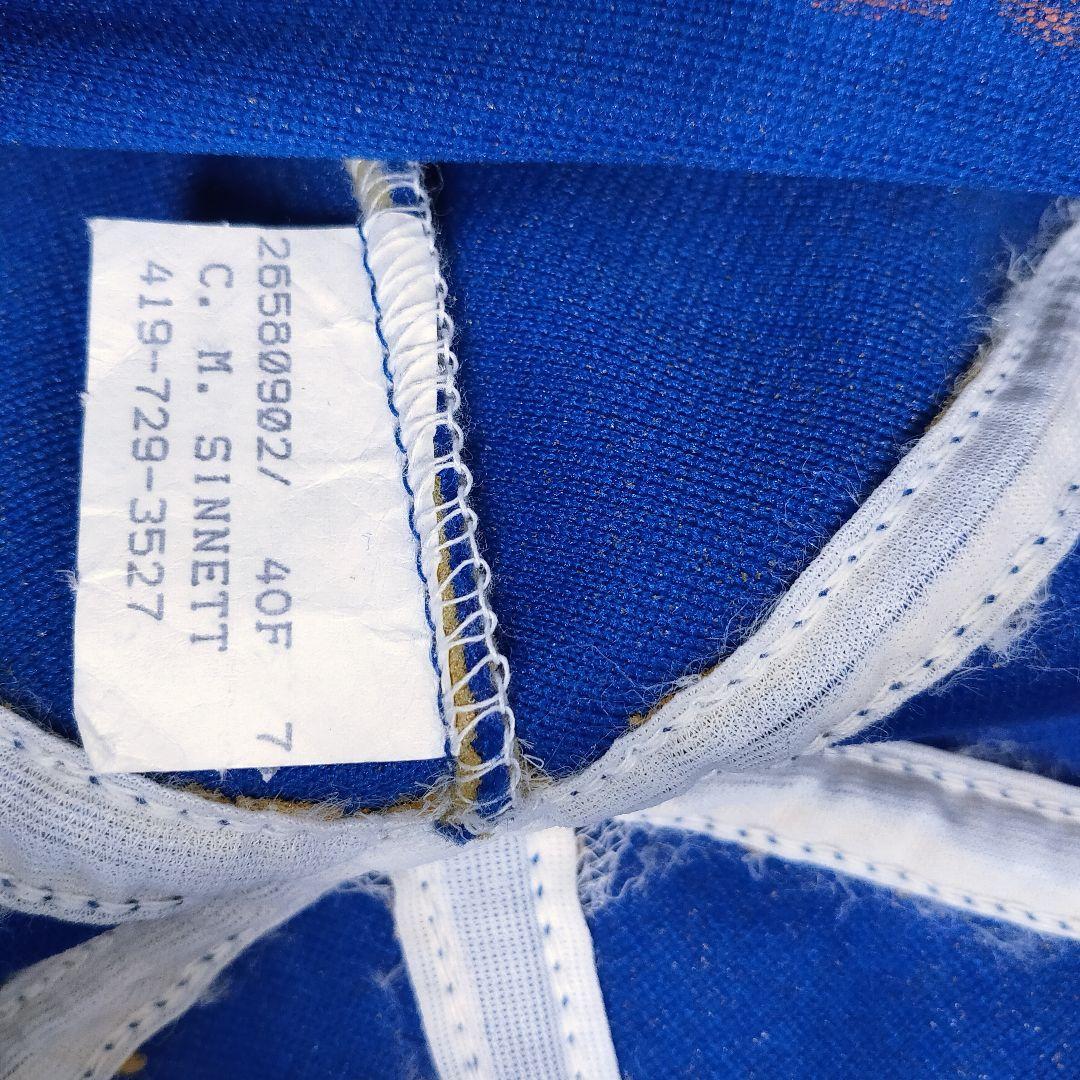 26580902/ 40F 7
C. M. SINNETT
419-729-3527